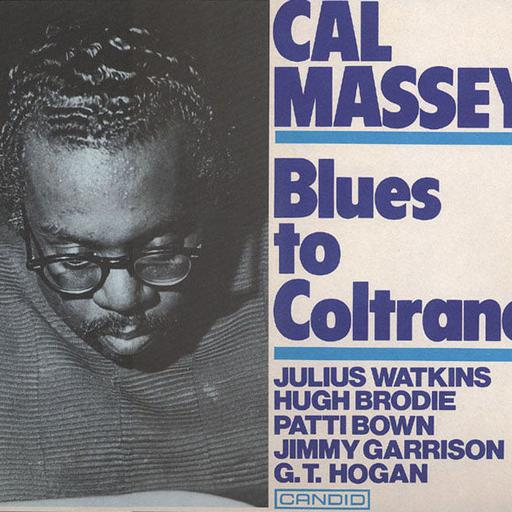 CAL
MASSEY
Blues
to
Coltrane
JULIUS WATKINS
HUGH BRODIE
PATTI BOWN
JIMMY GARRISON
G.T. HOGAN
CANDID